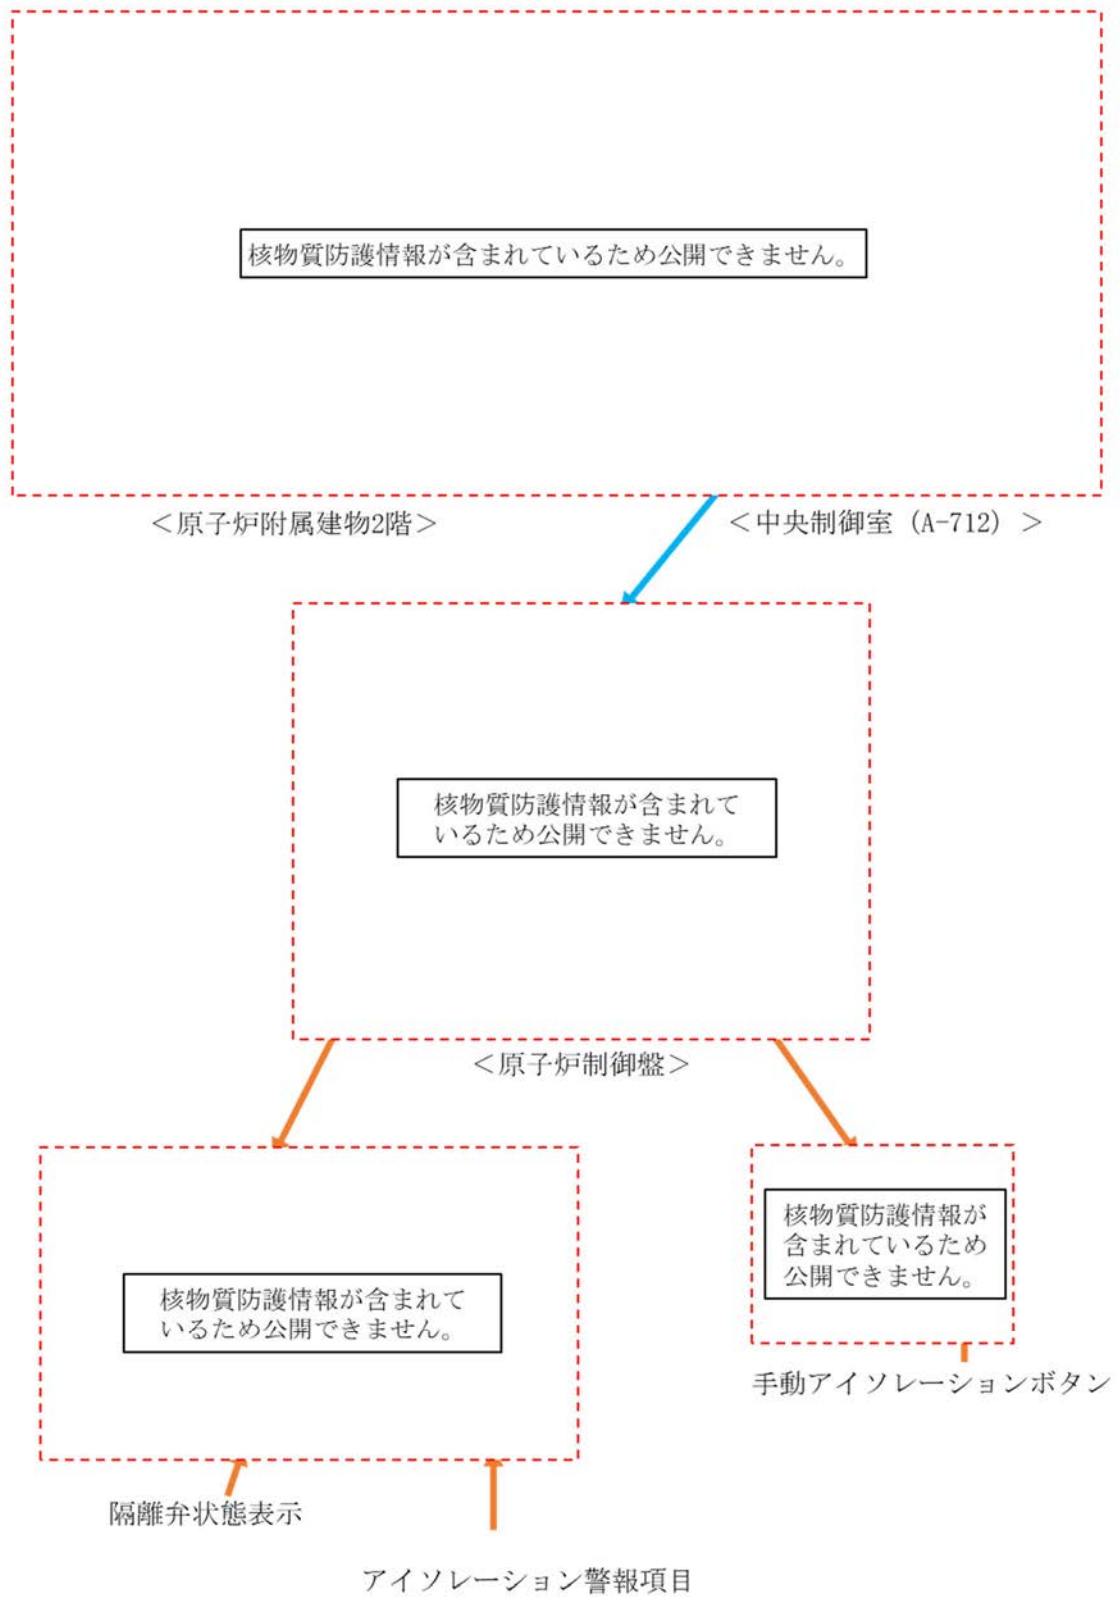 核物質防護情報が含まれているため公開できません。
＜原子炉附属建物2階＞
＜中央制御室（A-712）＞
核物質防護情報が含まれて
いるため公開できません。
＜原子炉制御盤＞
核物質防護情報が含まれて
いるため公開できません。
核物質防護情報が
含まれているため
公開できません。
手動アイソレーションボタン
隔離弁状態表示
アイソレーション警報項目